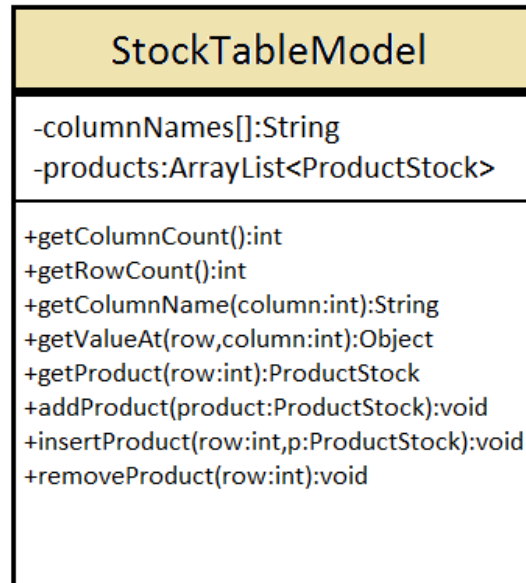 StockTableModel
-columnNames[]:String
-products:ArrayList<ProductStock>
+getColumnCount():int
+getRowCount():int
+getColumnName(column:int):String
+getValueAt(row,column:int):Object
+getProduct(row:int):ProductStock
+addProduct(product:ProductStock):void
+insertProduct(row:int,p:ProductStock):void
+removeProduct(row:int):void